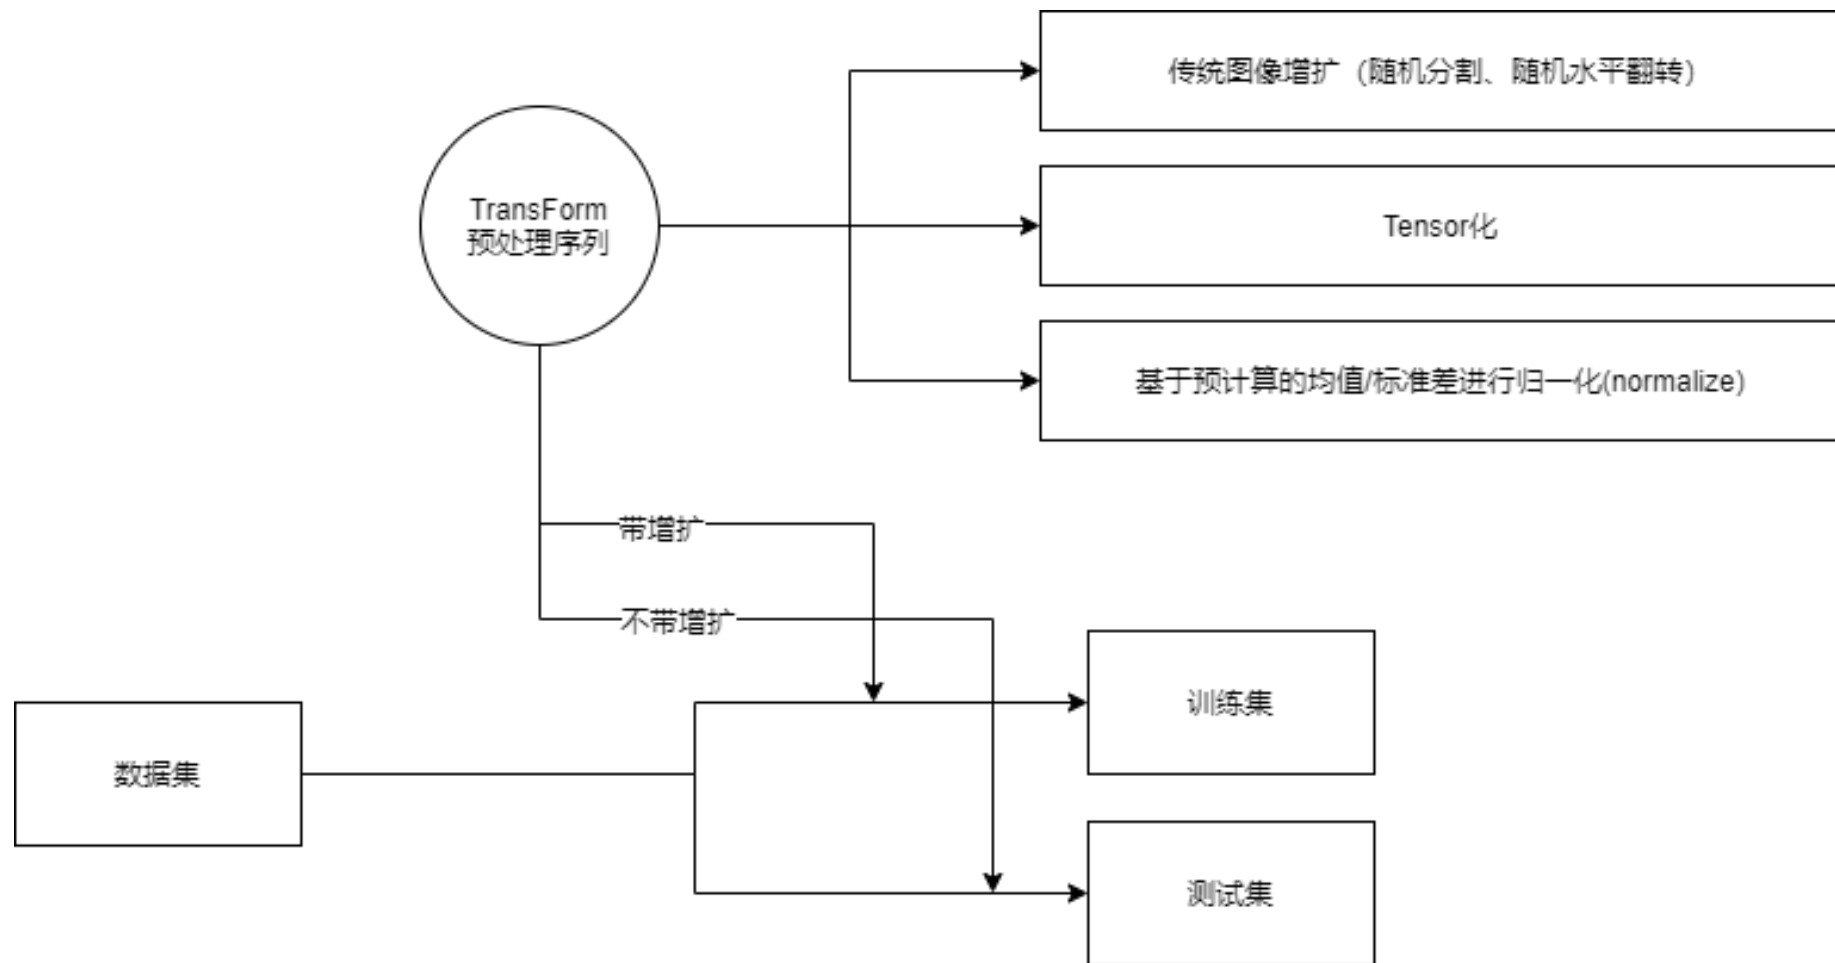 传统图像增扩（随机分割、随机水平翻转）
TransForm
预处理序列
Tensor化
基于预计算的均值/标准差进行归一化(normalize)
带增扩
不带增扩
训练集
数据集
测试集